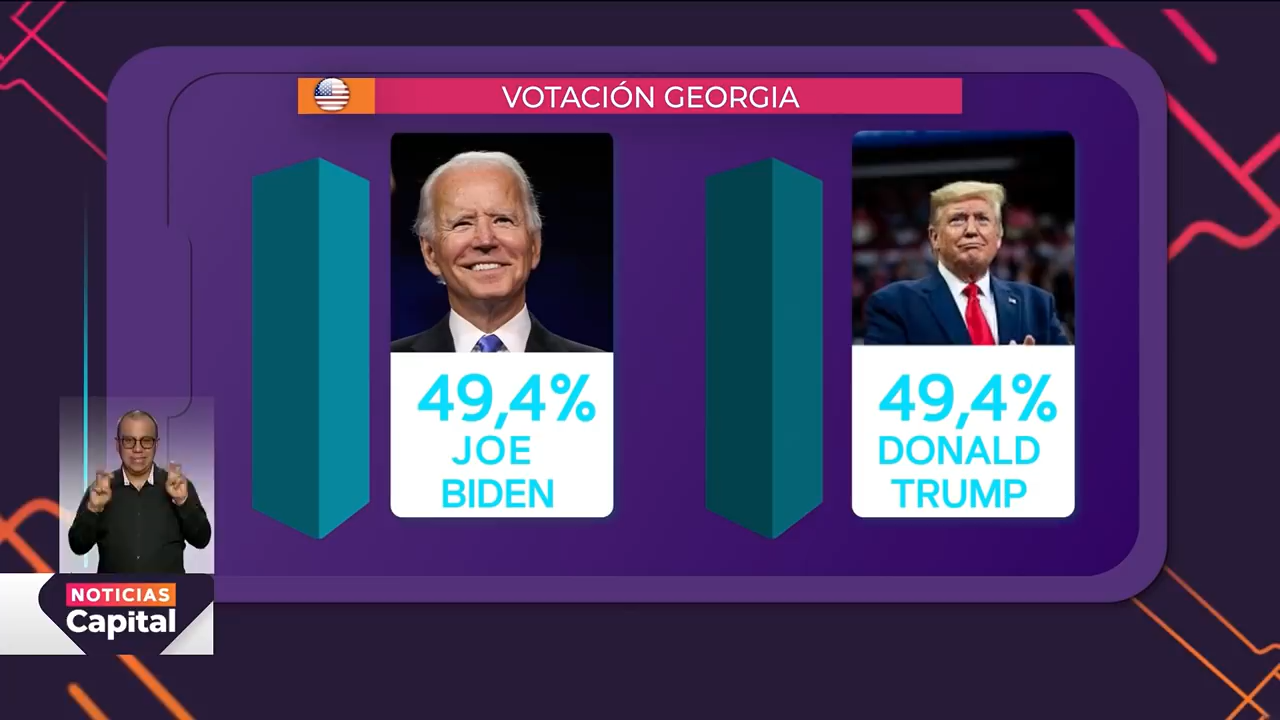 VOTACIÓN GEORGIA
49,4%
JOE
BIDEN
49,4%
DONALD
TRUMP
NOTICIAS
Capital